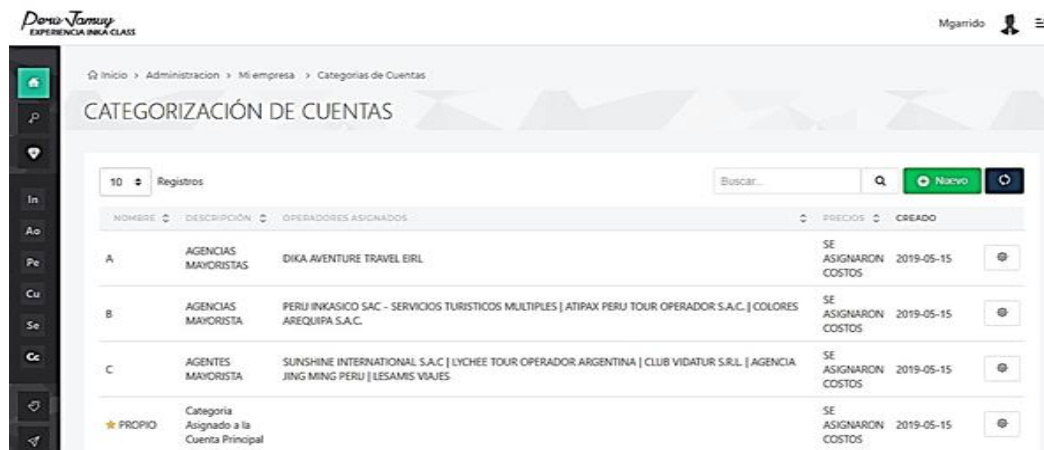 Perú Jamuy
EXPERIENCIA INKA CLASS
Mgarrido
Inicio > Administracion > Mi empresa > Categorias de Cuentas
CATEGORIZACIÓN DE CUENTAS
10 Registros
Buscar...
Nuevo
In
Ao
Pe
Cu
Se
Cc
NOMBRE DESCRIPCIÓN OPERADORES ASIGNADOS PRECIOS CREADO
A
AGENCIAS
MAYORISTAS
DIKA AVENTURE TRAVEL EIRL
SE
ASIGNARON
COSTOS
2019-05-15
B
AGENCIAS
MAYORISTA
PERU INKASICO SAC - SERVICIOS TURISTICOS MULTIPLES | ATIPAX PERU TOUR OPERADOR S.A.C. | COLORES
AREQUIPA S.A.C.
SE
ASIGNARON
COSTOS
2019-05-15
C
AGENTES
MAYORISTA
SUNSHINE INTERNATIONAL S.A.C | LYCHEE TOUR OPERADOR ARGENTINA | CLUB VIDATUR S.R.L. | AGENCIA
JING MING PERU | LESAMIS VIAJES
SE
ASIGNARON
COSTOS
2019-05-15
PROPIO
Categoria
Asignado a la
Cuenta Principal
SE
ASIGNARON
COSTOS
2019-05-15